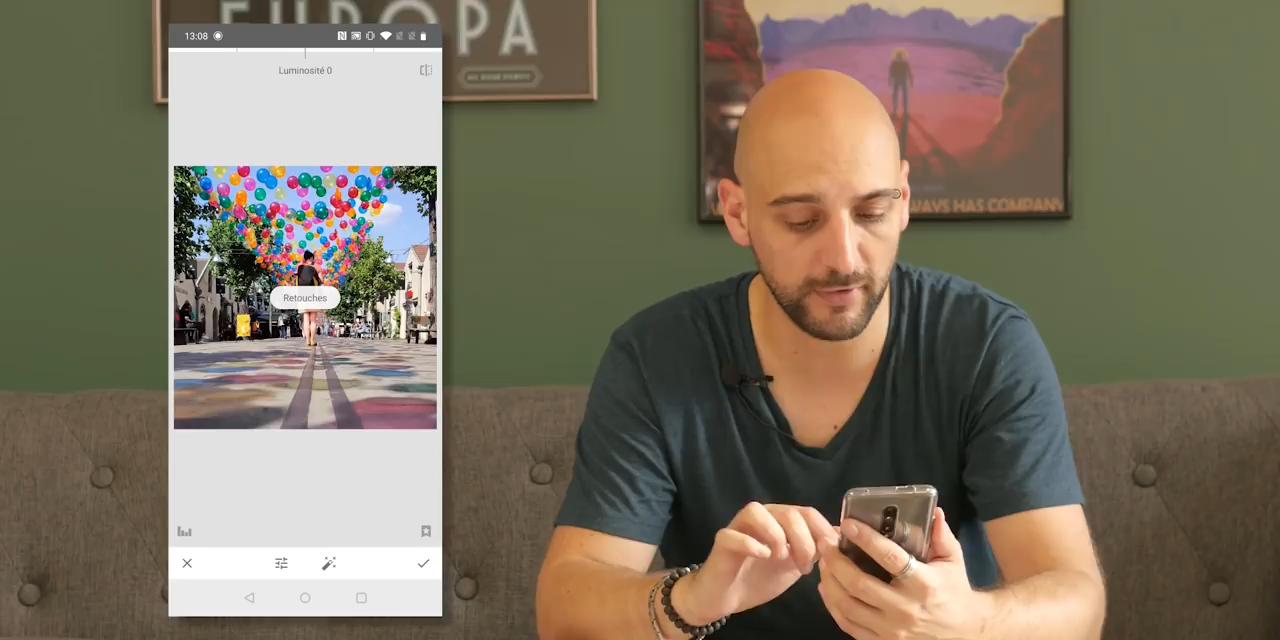 EUROPA
13:08
Luminosité 0
WAYS HAS COMPANY
Retouches